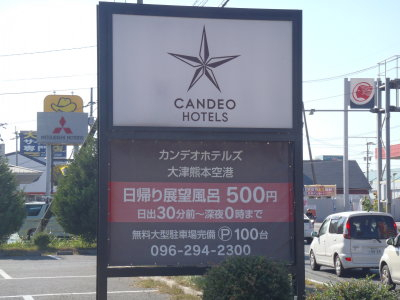 CANDEO
HOTELS
カンデオホテルズ
大津熊本空港
日帰り展望風呂 500円
日出30分前〜深夜0時まで
無料大型駐車場完備 P 100台
096-294-2300
MITSUBISHI MOTORS